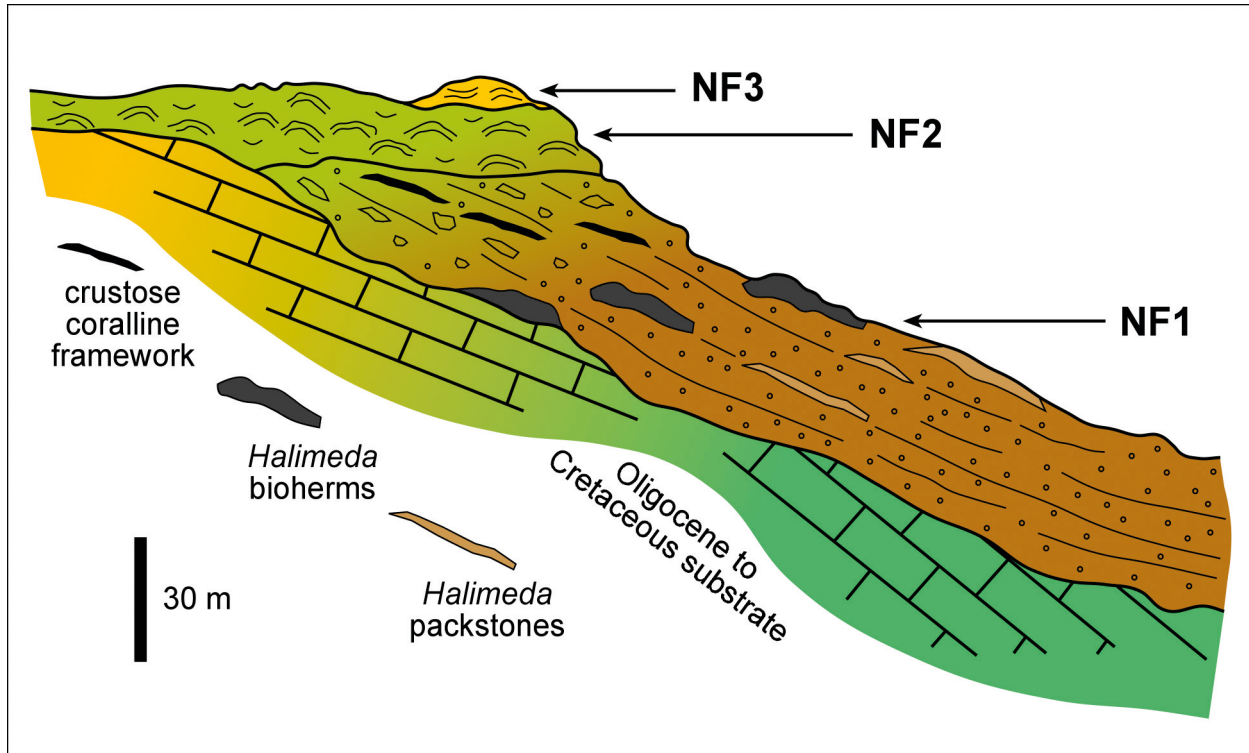 NF3
NF2
NF1
crustose
coralline
framework
Halimeda
bioherms
Halimeda
packstones
Oligocene to
Cretaceous substrate
30 m